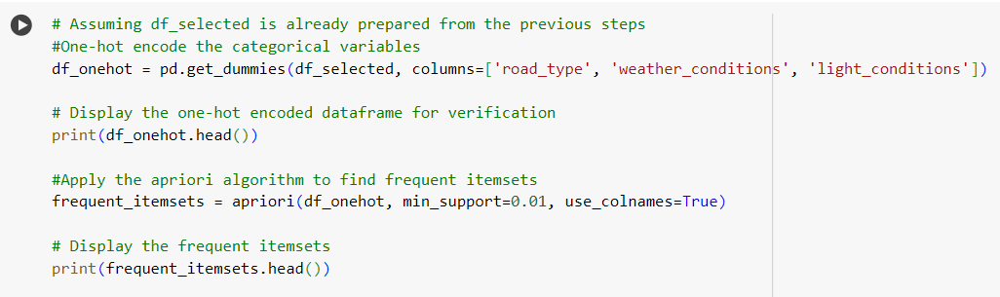 # Assuming df_selected is already prepared from the previous steps
#One-hot encode the categorical variables
df_onehot = pd.get_dummies(df_selected, columns=['road_type', 'weather_conditions', 'light_conditions'])
# Display the one-hot encoded dataframe for verification
print(df_onehot.head())
#Apply the apriori algorithm to find frequent itemsets
frequent_itemsets = apriori(df_onehot, min_support=0.01, use_colnames=True)
# Display the frequent itemsets
print(frequent_itemsets.head())